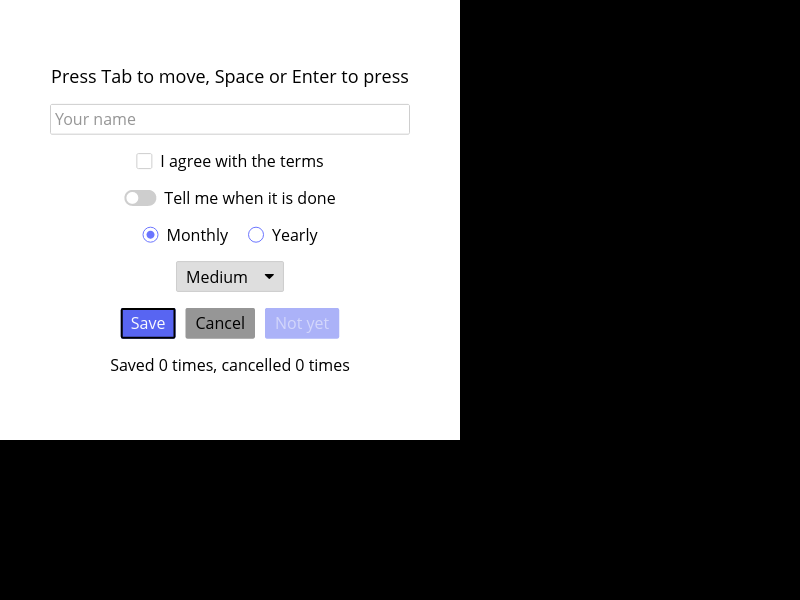 Press Tab to move, Space or Enter to press
Your name
I agree with the terms
Tell me when it is done
Monthly Yearly
Medium
Save Cancel Not yet
Saved 0 times, cancelled 0 times